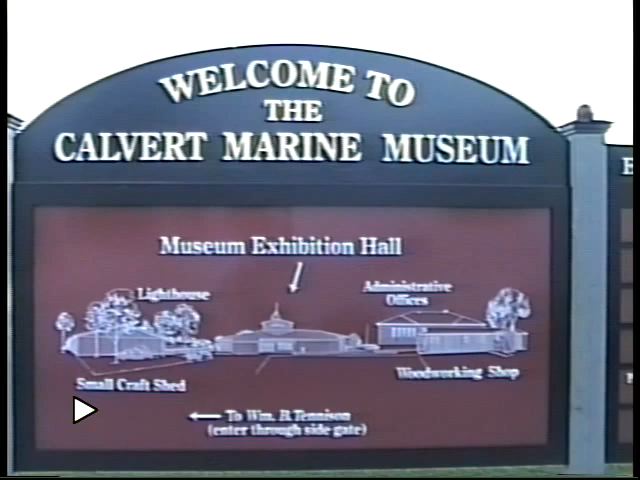 WELCOME TO
THE
CALVERT MARINE MUSEUM
Museum Exhibition Hall
Lighthouse
Administrative
Offices
Small Craft Shed
Woodworking Shop
To Wm. B. Tennison
(enter through side gate)